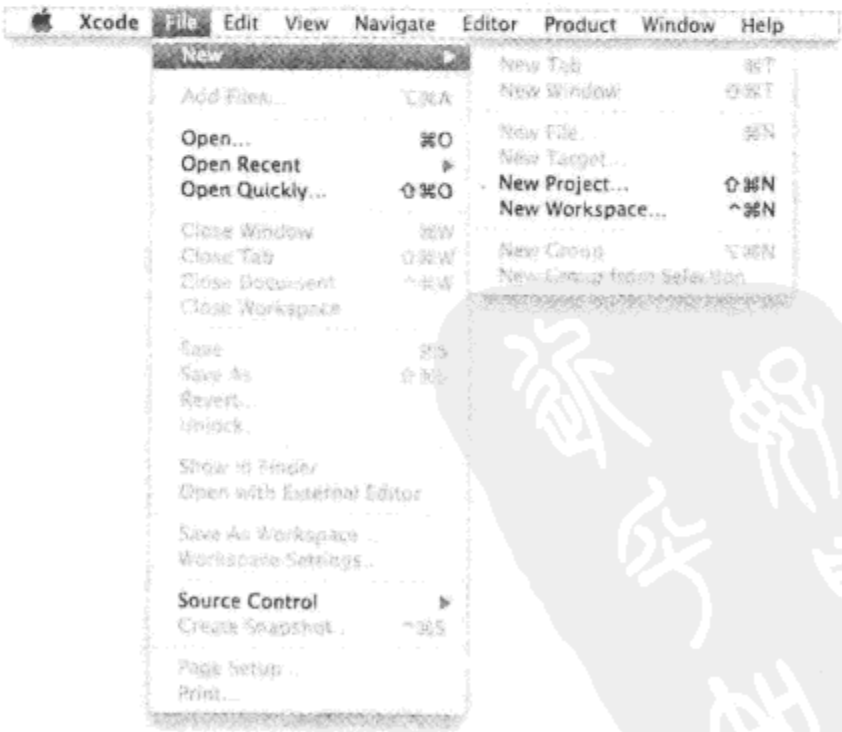 Xcode File Edit View Navigate Editor Product Window Help
New
Add Files... ⌥⌘A
Open... ⌘O
Open Recent
Open Quickly... ⇧⌘O
Close Window ⌘W
Close Tab ⇧⌘W
Close Document ^⌘W
Close Workspace
Save ⌘S
Save As ⇧⌘S
Revert...
Unlock...
Show in Finder
Open with External Editor
Save As Workspace...
Workspace Settings...
Source Control
Create Snapshot... ^⌘S
Page Setup...
Print...
New Tab ⌘T
New Window ⇧⌘T
New File... ⌘N
New Target...
New Project... ⇧⌘N
New Workspace... ^⌘N
New Group ⌥⌘N
New Group from Selection